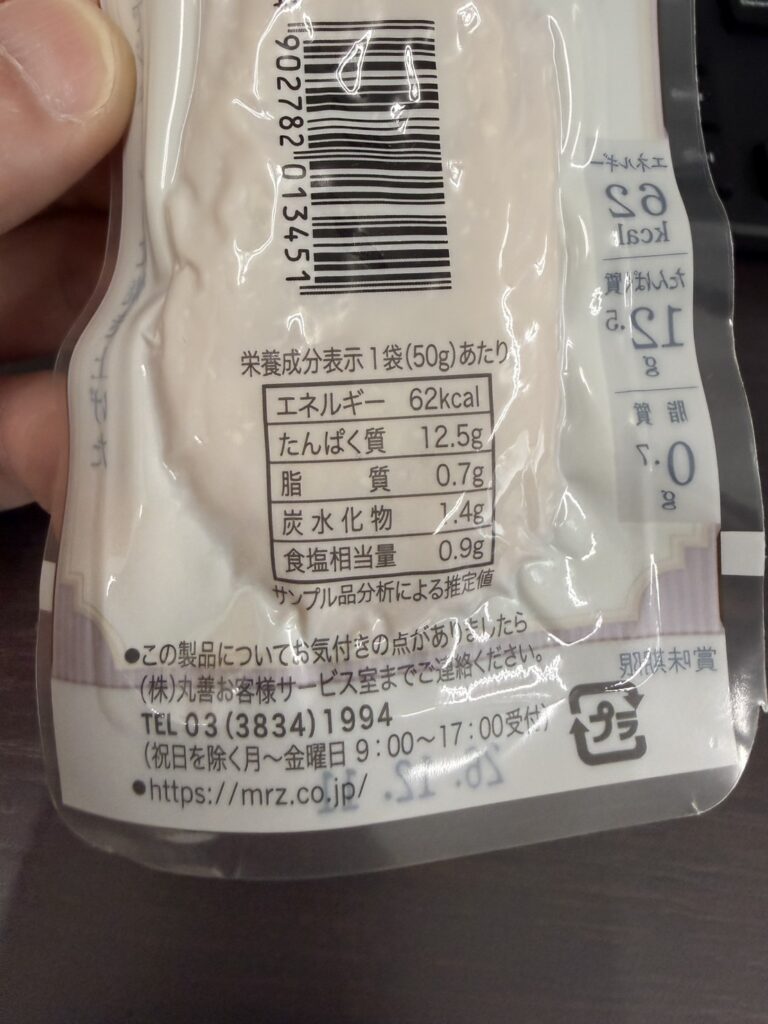 902782 013451
栄養成分表示 1袋(50g)あたり
エネルギー 62kcal
たんぱく質 12.5g
脂質 0.7g
炭水化物 1.4g
食塩相当量 0.9g
サンプル品分析による推定値
●この製品についてお気付きの点がありましたら
(株)丸善お客様サービス室までご連絡ください。
TEL 03(3834)1994
(祝日を除く月〜金曜日 9:00〜17:00受付)
●https://mrz.co.jp/
プラ
エネルギー
62
kcal
たんぱく質
12.5
g
脂質
0.7
g
賞味期限
26.12.11